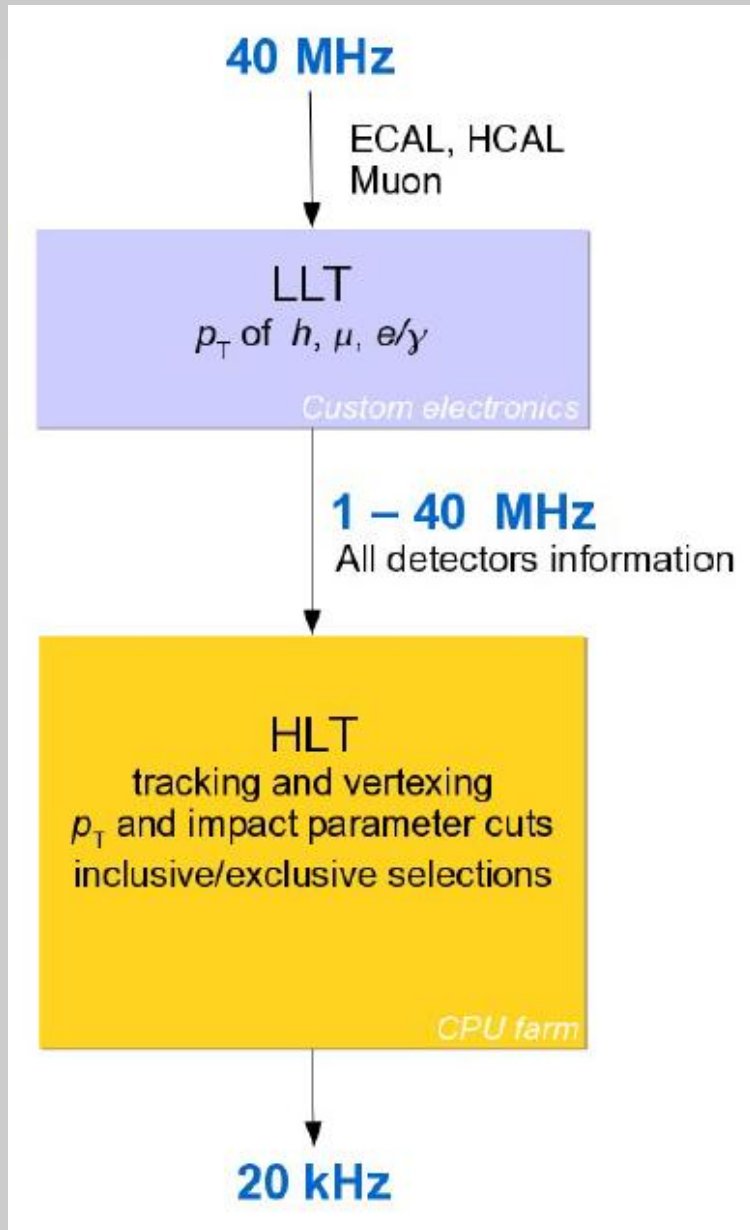 40 MHz
ECAL, HCAL
Muon
LLT
pT of h, μ, e/γ
Custom electronics
1 – 40 MHz
All detectors information
HLT
tracking and vertexing
pT and impact parameter cuts
inclusive/exclusive selections
CPU farm
20 kHz